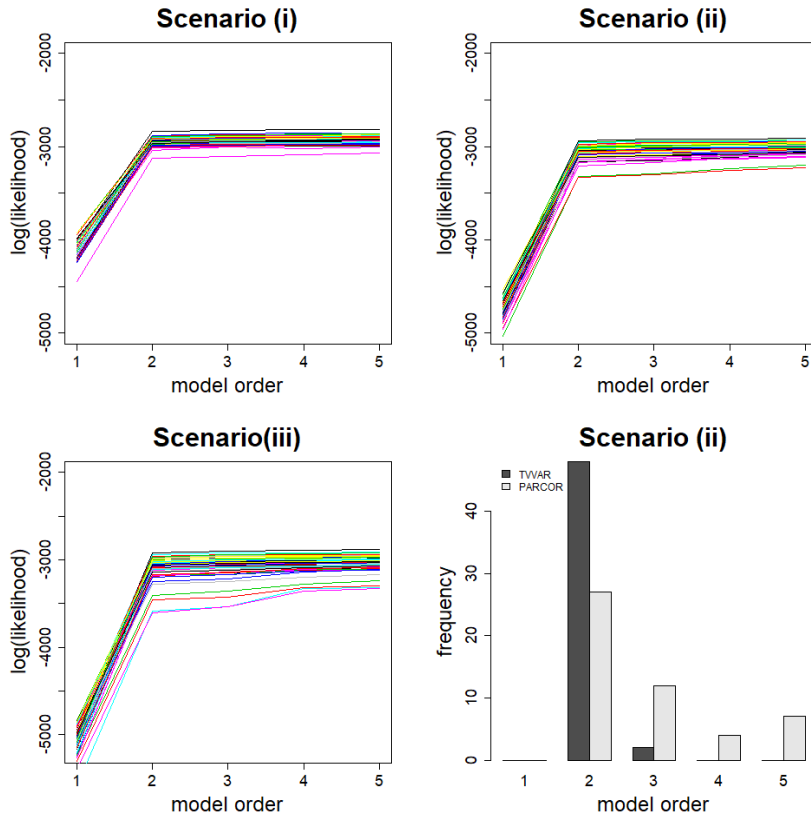 Scenario (i)
log(likelihood)
-2000
-3000
-4000
-5000
1 2 3 4 5
model order
Scenario (ii)
log(likelihood)
-2000
-3000
-4000
-5000
1 2 3 4 5
model order
Scenario(iii)
log(likelihood)
-2000
-3000
-4000
-5000
1 2 3 4 5
model order
Scenario (ii)
TVVAR
PARCOR
frequency
40
30
20
10
0
1 2 3 4 5
model order